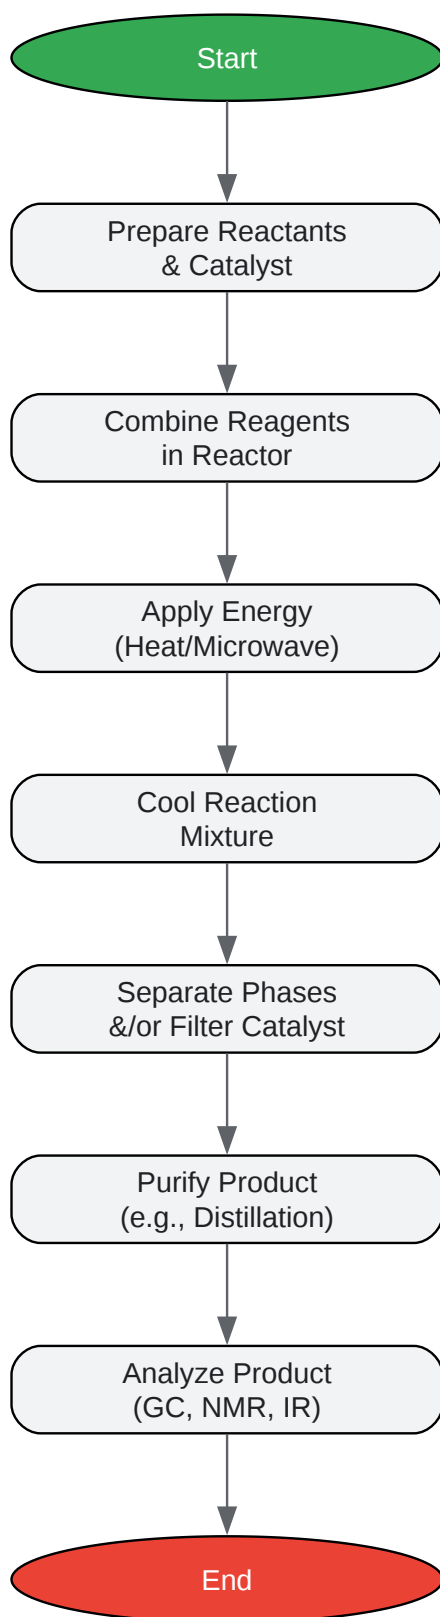 Start
Prepare Reactants
& Catalyst
Combine Reagents
in Reactor
Apply Energy
(Heat/Microwave)
Cool Reaction
Mixture
Separate Phases
&/or Filter Catalyst
Purify Product
(e.g., Distillation)
Analyze Product
(GC, NMR, IR)
End